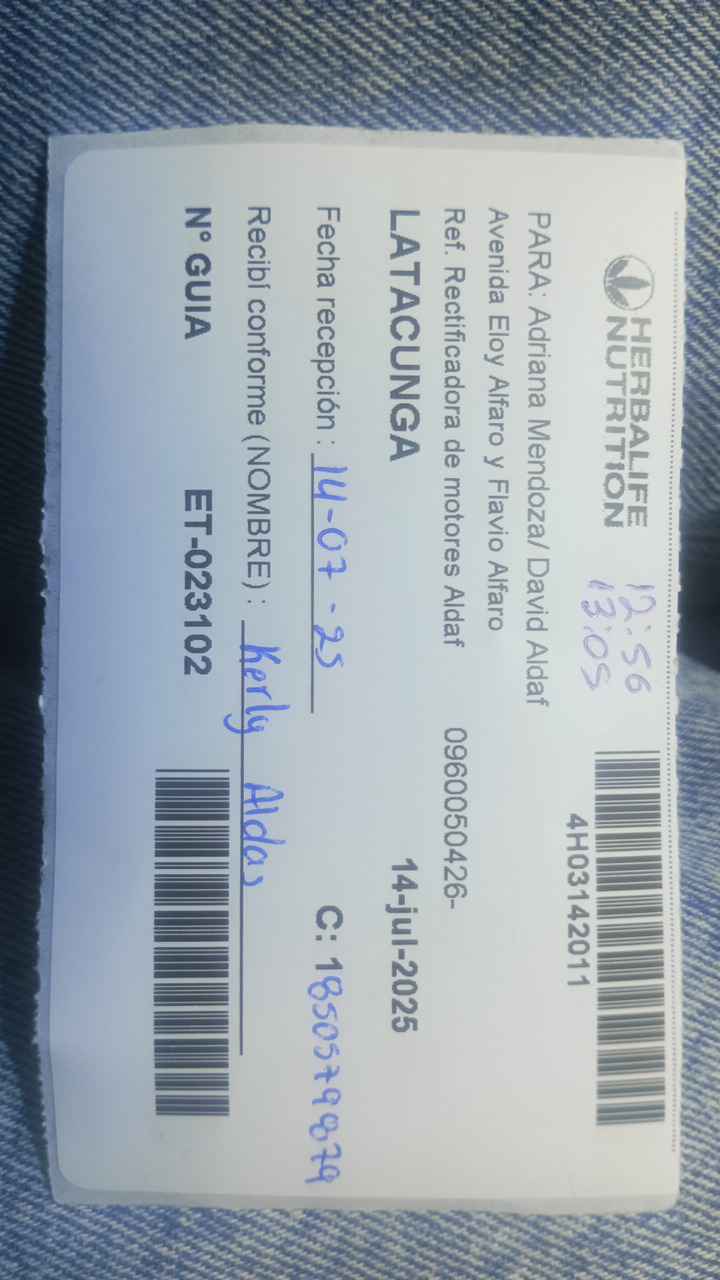 HERBALIFE
NUTRITION
12:56
13:05
4H03142011
PARA: Adriana Mendoza/ David Aldaf
Avenida Eloy Alfaro y Flavio Alfaro
Ref. Rectificadora de motores Aldaf 0960050426-
LATACUNGA 14-jul-2025
Fecha recepción : 14-07-25 C: 1850579879
Recibí conforme (NOMBRE) : Kerly Aldas
N° GUIA ET-023102